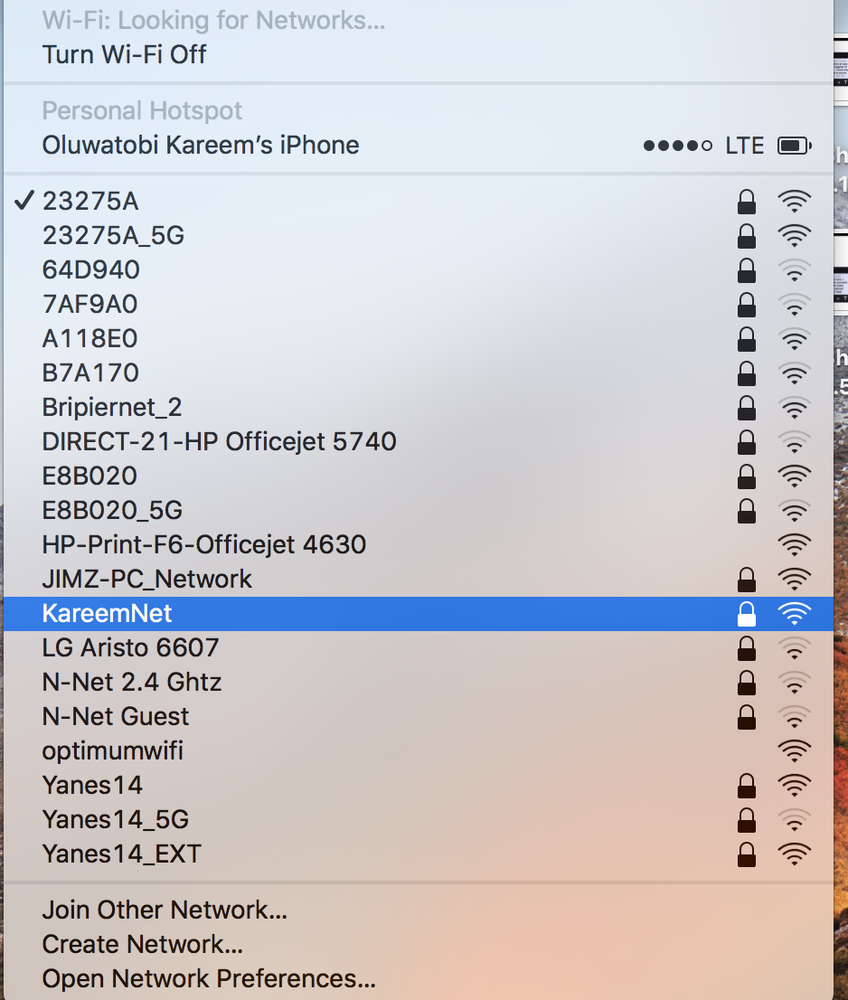 Wi-Fi: Looking for Networks...
Turn Wi-Fi Off
Personal Hotspot
Oluwatobi Kareem’s iPhone LTE
23275A
23275A_5G
64D940
7AF9A0
A118E0
B7A170
Bripiernet_2
DIRECT-21-HP Officejet 5740
E8B020
E8B020_5G
HP-Print-F6-Officejet 4630
JIMZ-PC_Network
KareemNet
LG Aristo 6607
N-Net 2.4 Ghtz
N-Net Guest
optimumwifi
Yanes14
Yanes14_5G
Yanes14_EXT
Join Other Network...
Create Network...
Open Network Preferences...